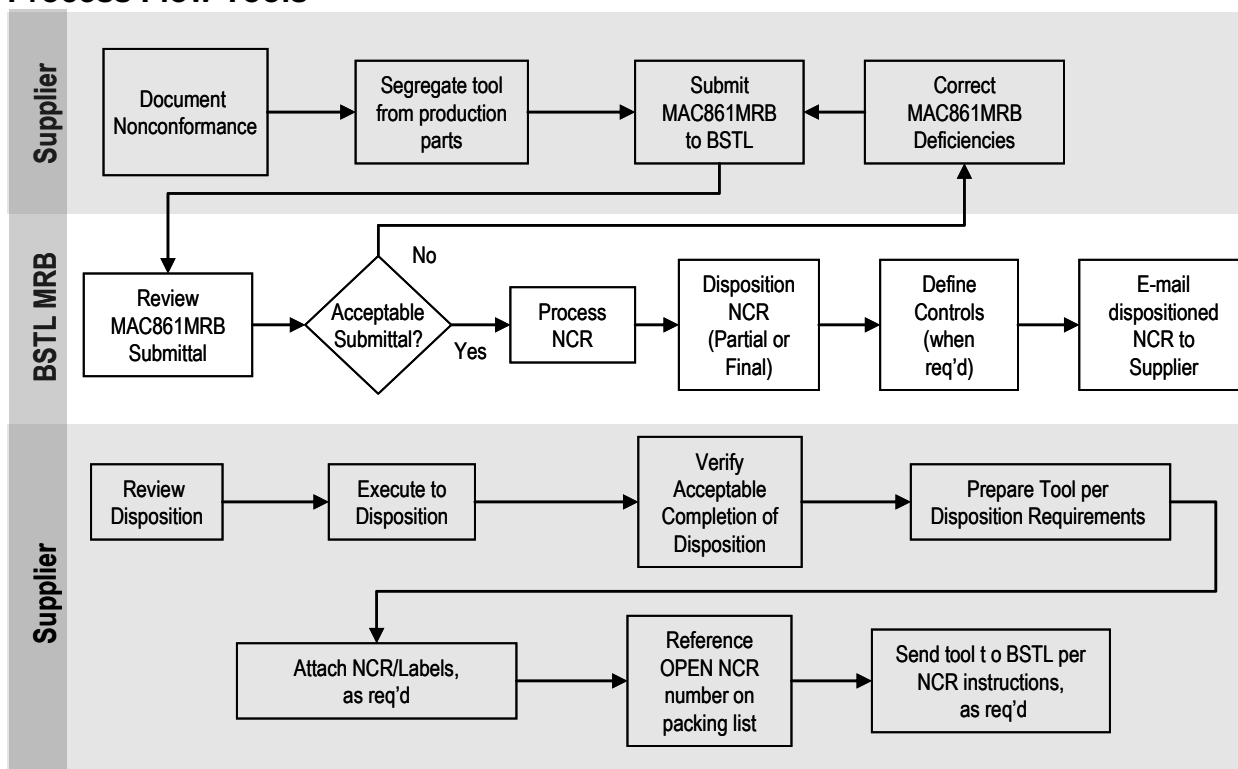 Process Flow Tools
Supplier
Document
Nonconformance
Segregate tool
from production
parts
Submit
MAC861MRB
to BSTL
Correct
MAC861MRB
Deficiencies
BSTL MRB
Review
MAC861MRB
Submittal
No
Acceptable
Submittal?
Yes
Process
NCR
Disposition
NCR
(Partial or
Final)
Define
Controls
(when
req'd)
E-mail
dispositioned
NCR to
Supplier
Supplier
Review
Disposition
Execute to
Disposition
Verify
Acceptable
Completion of
Disposition
Prepare Tool per
Disposition Requirements
Attach NCR/Labels,
as req'd
Reference
OPEN NCR
number on
packing list
Send tool t o BSTL per
NCR instructions,
as req'd